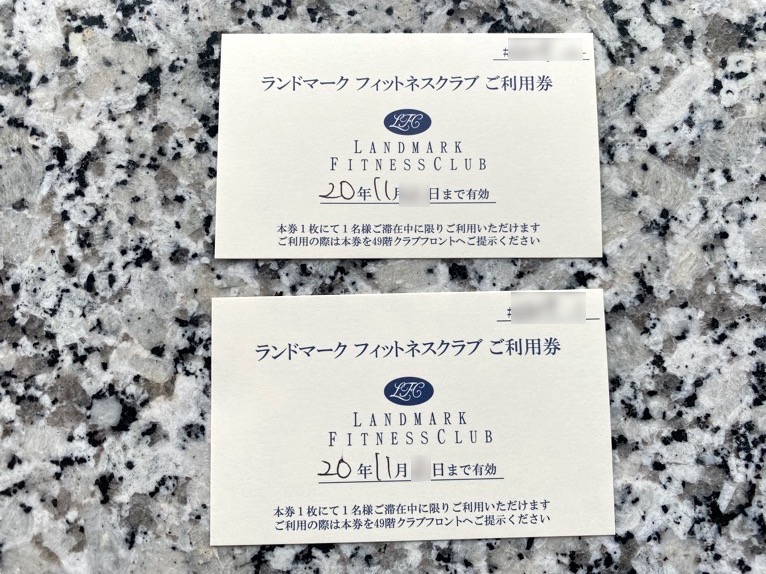 #
ランドマーク フィットネスクラブ ご利用券
LFC
LANDMARK
FITNESSCLUB
20年11月 日まで有効
本券1枚にて1名様ご滞在中に限りご利用いただけます
ご利用の際は本券を49階クラブフロントへご提示ください
#
ランドマーク フィットネスクラブ ご利用券
LFC
LANDMARK
FITNESSCLUB
20年11月 日まで有効
本券1枚にて1名様ご滞在中に限りご利用いただけます
ご利用の際は本券を49階クラブフロントへご提示ください